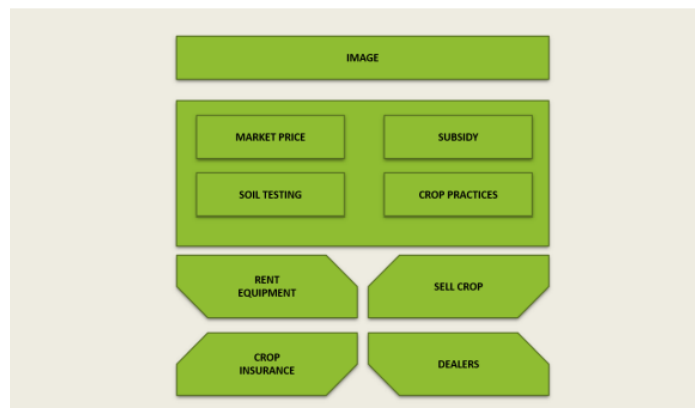 IMAGE
MARKET PRICE
SUBSIDY
SOIL TESTING
CROP PRACTICES
RENT
EQUIPMENT
SELL CROP
CROP
INSURANCE
DEALERS